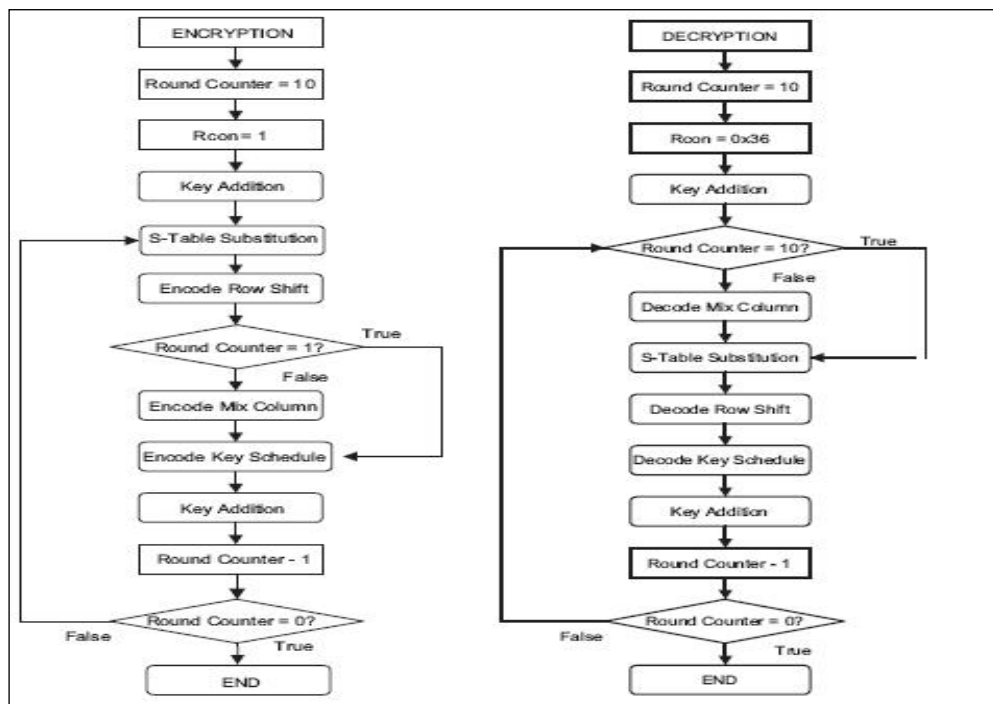 ENCRYPTION
Round Counter = 10
Rcon= 1
Key Addition
S-Table Substitution
Encode Row Shift
Round Counter = 1?
True
False
Encode Mix Column
Encode Key Schedule
Key Addition
Round Counter - 1
Round Counter = 0?
False
True
END
DECRYPTION
Round Counter = 10
Rcon = 0x36
Key Addition
Round Counter = 10?
True
False
Decode Mix Column
S-Table Substitution
Decode Row Shift
Decode Key Schedule
Key Addition
Round Counter - 1
Round Counter = 0?
False
True
END